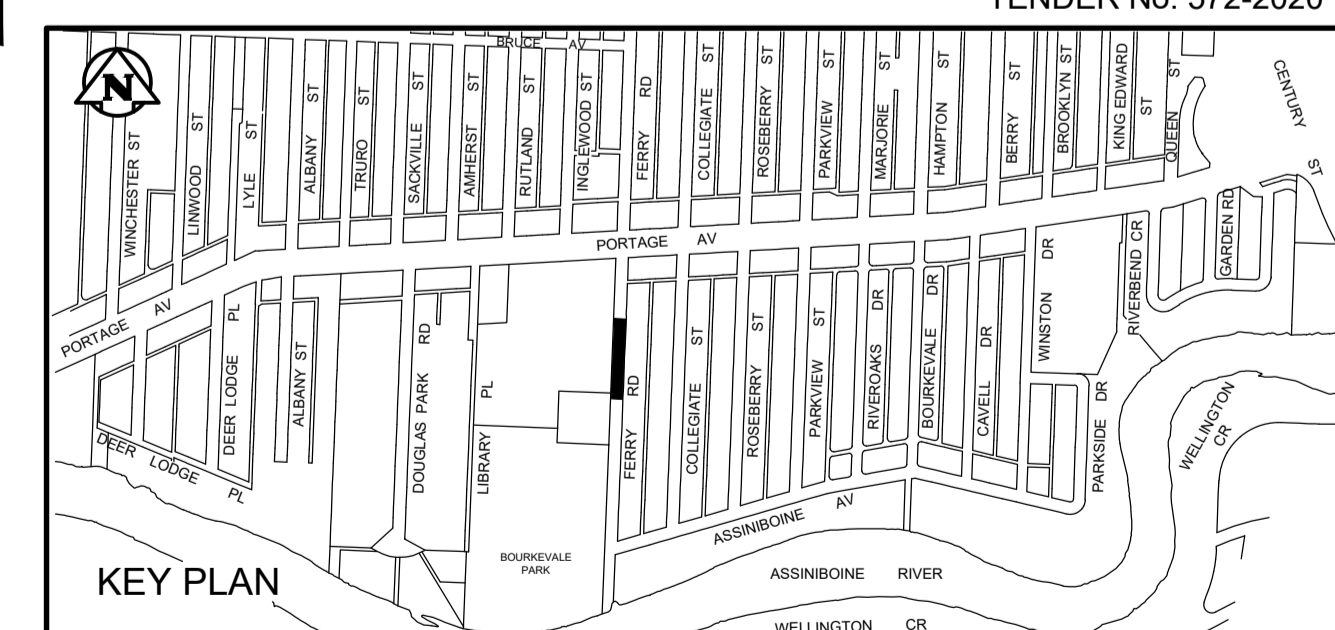 TENDER No. 572-2020
BRUCE AV
N
WINCHESTER ST
LINWOOD ST
LYLE ST
ALBANY ST
TRURO ST
SACKVILLE ST
AMHERST ST
RUTLAND ST
INGLEWOOD ST
FERRY RD
COLLEGIATE ST
ROSEBERRY ST
PARKVIEW ST
MARJORIE ST
HAMPTON ST
BERRY ST
BROOKLYN ST
KING EDWARD ST
QUEEN ST
CENTURY ST
PORTAGE AV
PORTAGE AV
DEER LODGE PL
ALBANY ST
DOUGLAS PARK RD
LIBRARY PL
FERRY RD
COLLEGIATE ST
ROSEBERRY ST
PARKVIEW ST
RIVEROAKS DR
BOURKEVALE DR
CAVELL DR
WINSTON DR
RIVERBEND CR
GARDEN RD
PARKSIDE DR
WELLINGTON CR
DEER LODGE PL
ASSINIBOINE AV
BOURKEVALE
PARK
ASSINIBOINE RIVER
KEY PLAN
WELLINGTON CR